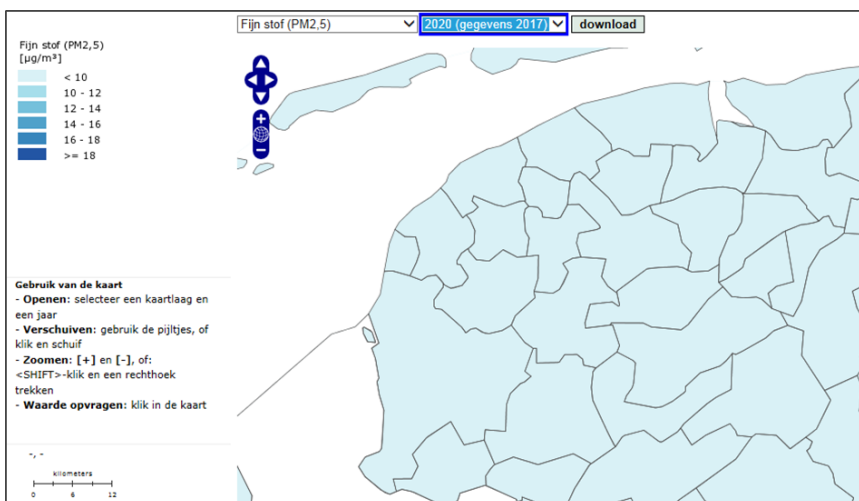 Fijn stof (PM2,5)
2020 (gegevens 2017)
download
Fijn stof (PM2,5)
[µg/m³]
< 10
10 - 12
12 - 14
14 - 16
16 - 18
>= 18
Gebruik van de kaart
- Openen: selecteer een kaartlaag en
een jaar
- Verschuiven: gebruik de pijltjes, of
klik en schuif
- Zoomen: [+] en [-], of:
<SHIFT>-klik en een rechthoek
trekken
- Waarde opvragen: klik in de kaart
-, -
kilometers
0 6 12